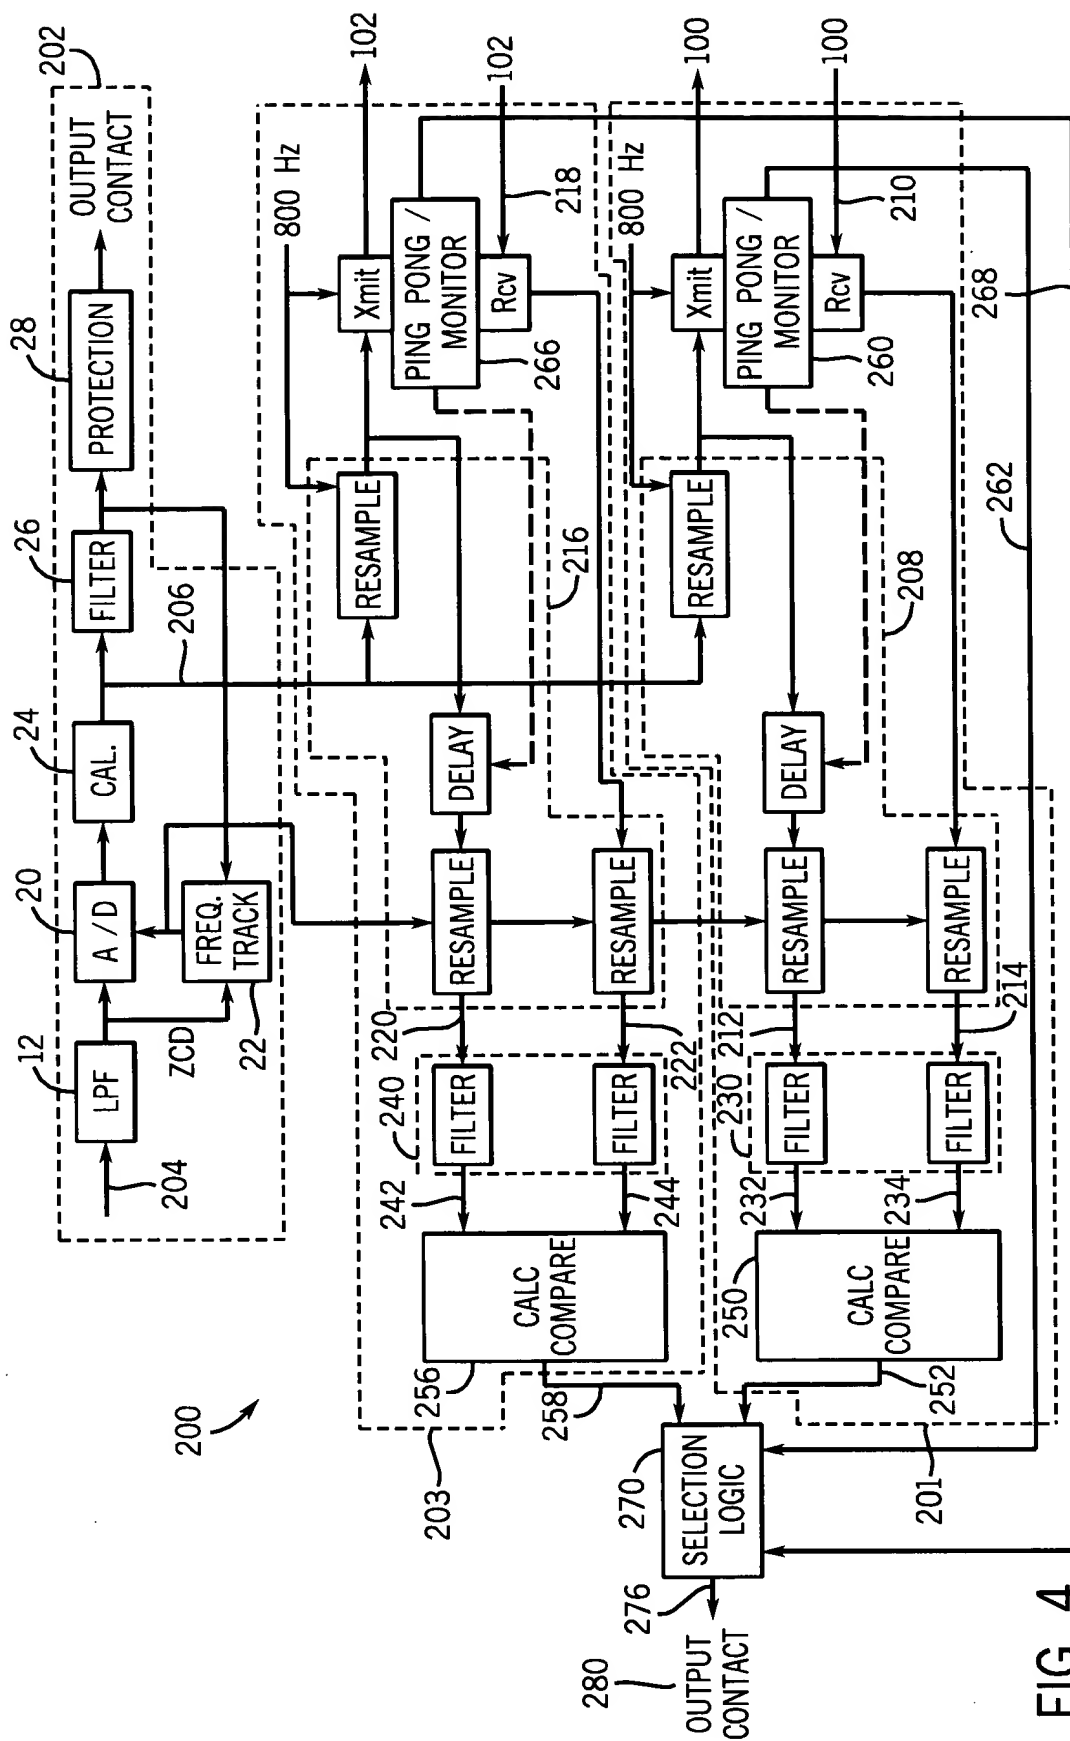 202
OUTPUT
CONTACT
28
PROTECTION
26
FILTER
206
24
CAL.
20
A/D
FREQ.
TRACK
22
12
LPF
ZCD
204
200
102
102
800 Hz
218
Xmit
PING PONG /
MONITOR
Rcv
266
RESAMPLE
216
DELAY
RESAMPLE
RESAMPLE
220
222
240
FILTER
FILTER
242
244
CALC
COMPARE
256
258
203
100
100
800 Hz
210
Xmit
PING PONG /
MONITOR
Rcv
260
268
262
RESAMPLE
208
DELAY
RESAMPLE
RESAMPLE
212
214
230
FILTER
FILTER
232
234
250
CALC
COMPARE
252
201
270
SELECTION
LOGIC
276
280
OUTPUT
CONTACT
FIG. 4